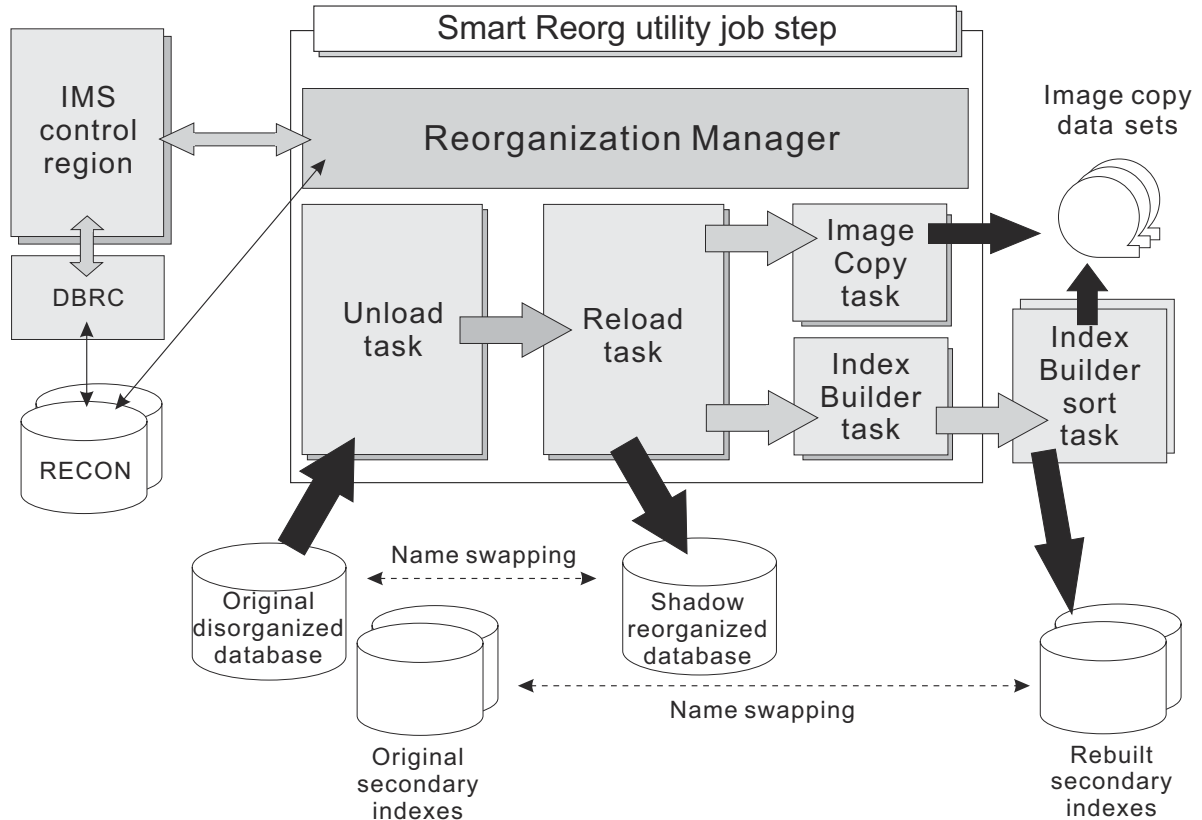 Smart Reorg utility job step
IMS
control
region
Reorganization Manager
Image copy
data sets
DBRC
Unload
task
Reload
task
Image
Copy
task
Index
Builder
task
Index
Builder
sort
task
RECON
Name swapping
Original
disorganized
database
Shadow
reorganized
database
Name swapping
Original
secondary
indexes
Rebuilt
secondary
indexes